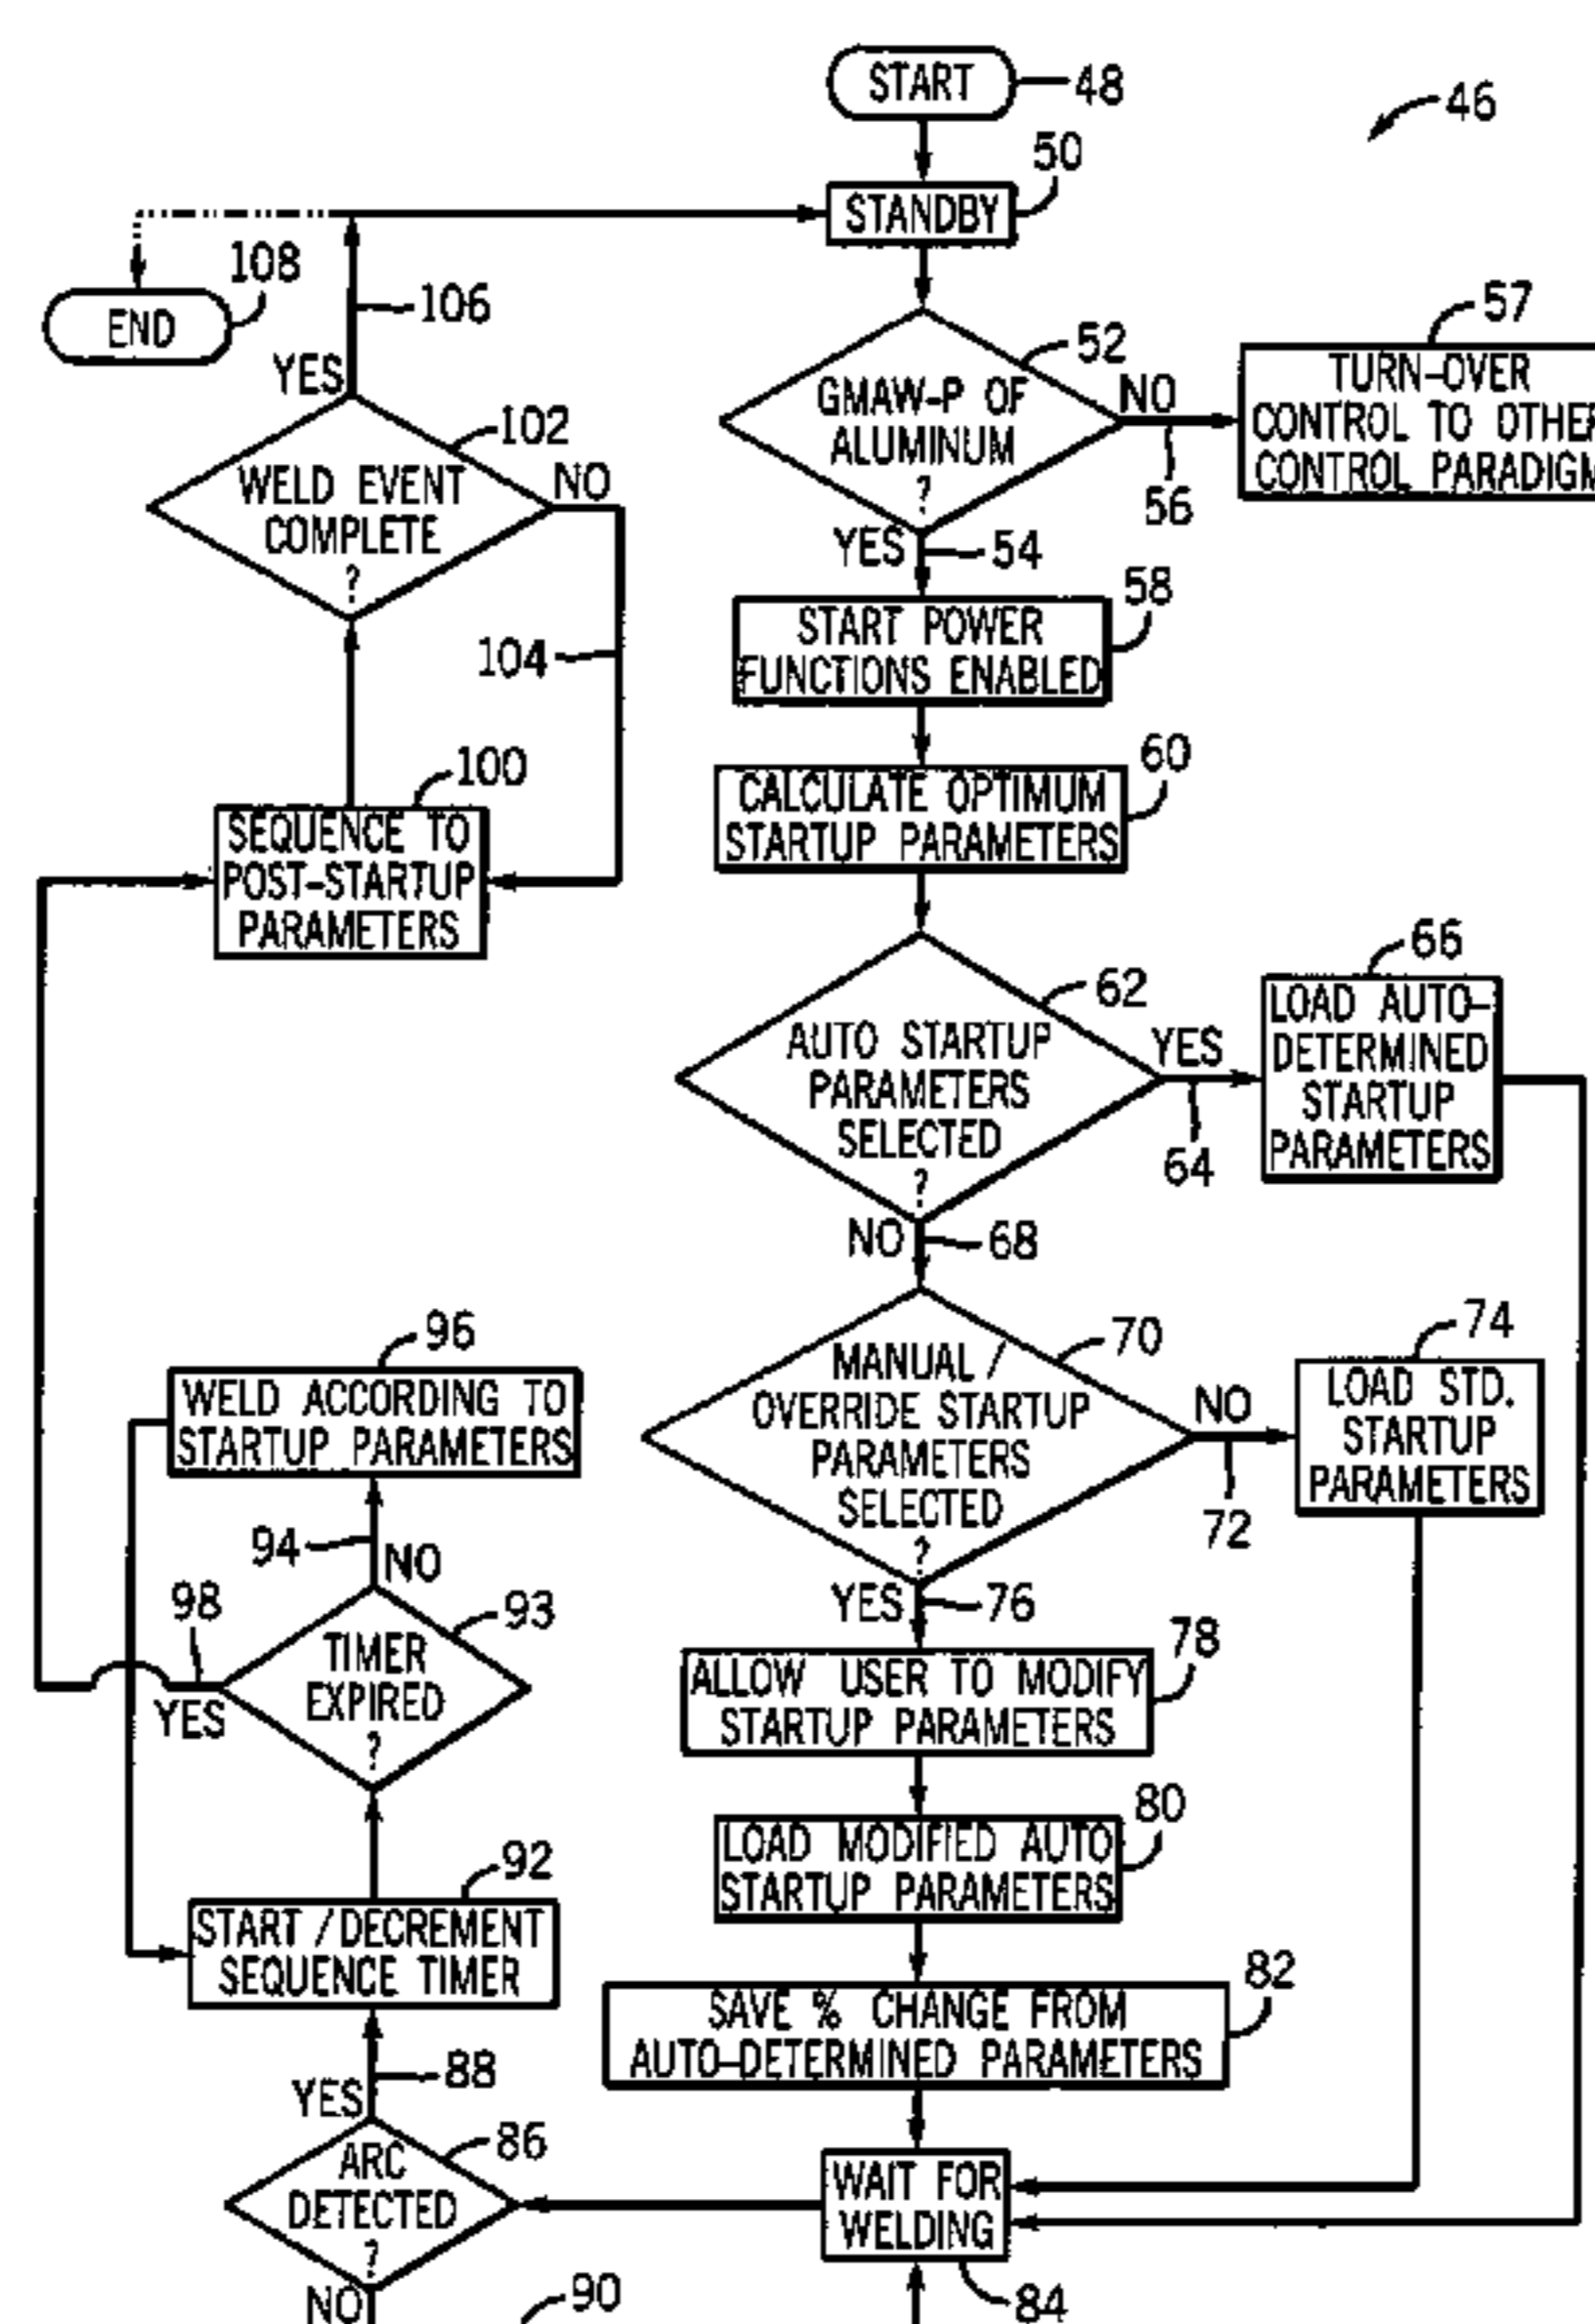 START
48
46
50
STANDBY
108
END
106
YES
57
52
GMAW-P OF
ALUMINUM
?
NO
56
TURN-OVER
CONTROL TO OTHER
CONTROL PARADIGM
102
WELD EVENT
COMPLETE
?
NO
YES
54
58
START POWER
FUNCTIONS ENABLED
104
60
CALCULATE OPTIMUM
STARTUP PARAMETERS
100
SEQUENCE TO
POST-STARTUP
PARAMETERS
62
AUTO STARTUP
PARAMETERS
SELECTED
?
YES
64
66
LOAD AUTO-
DETERMINED
STARTUP
PARAMETERS
NO
68
70
MANUAL /
OVERRIDE STARTUP
PARAMETERS
SELECTED
?
NO
72
74
LOAD STD.
STARTUP
PARAMETERS
96
WELD ACCORDING TO
STARTUP PARAMETERS
94
NO
98
93
TIMER
EXPIRED
?
YES
YES
76
78
ALLOW USER TO MODIFY
STARTUP PARAMETERS
80
LOAD MODIFIED AUTO
STARTUP PARAMETERS
92
START / DECREMENT
SEQUENCE TIMER
82
SAVE % CHANGE FROM
AUTO-DETERMINED PARAMETERS
YES
88
86
ARC
DETECTED
?
NO
90
WAIT FOR
WELDING
84